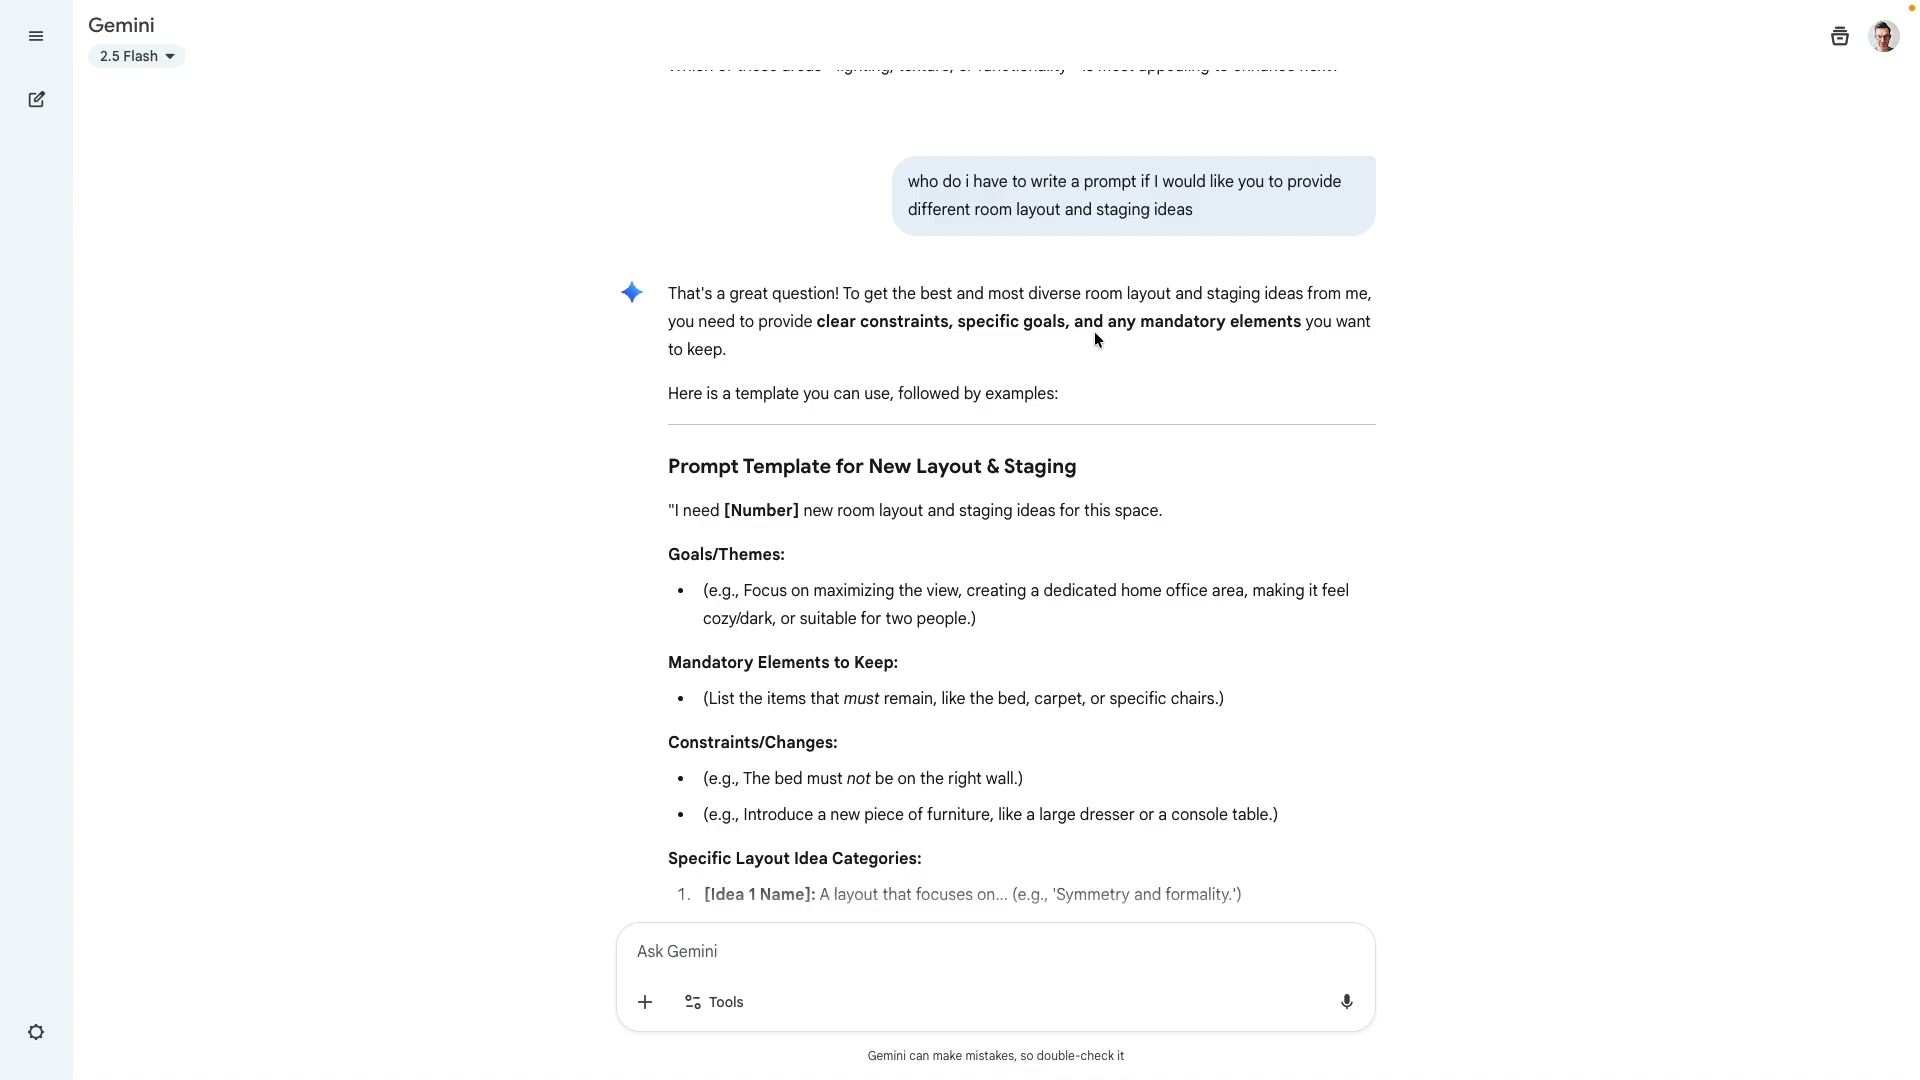 Gemini
2.5 Flash
who do i have to write a prompt if I would like you to provide
different room layout and staging ideas
That's a great question! To get the best and most diverse room layout and staging ideas from me,
you need to provide clear constraints, specific goals, and any mandatory elements you want
to keep.
Here is a template you can use, followed by examples:
Prompt Template for New Layout & Staging
"I need [Number] new room layout and staging ideas for this space.
Goals/Themes:
• (e.g., Focus on maximizing the view, creating a dedicated home office area, making it feel
cozy/dark, or suitable for two people.)
Mandatory Elements to Keep:
• (List the items that must remain, like the bed, carpet, or specific chairs.)
Constraints/Changes:
• (e.g., The bed must not be on the right wall.)
• (e.g., Introduce a new piece of furniture, like a large dresser or a console table.)
Specific Layout Idea Categories:
1. [Idea 1 Name]: A layout that focuses on... (e.g., 'Symmetry and formality.')
Ask Gemini
Tools
Gemini can make mistakes, so double-check it